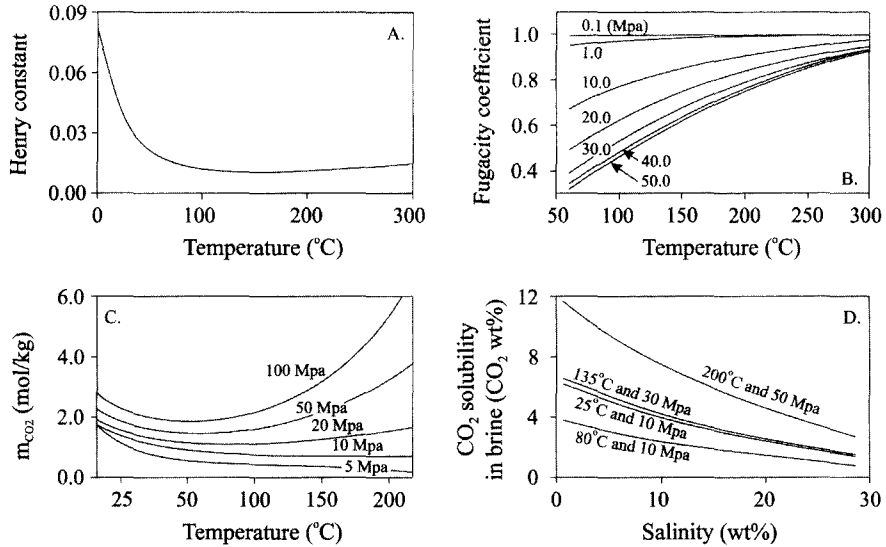 A.
Henry constant
0.09
0.06
0.03
0.00
0
100
200
300
Temperature (°C)
B.
Fugacity coefficient
1.0
0.8
0.6
0.4
0.1 (Mpa)
1.0
10.0
20.0
30.0
40.0
50.0
50
100
150
200
250
300
Temperature (°C)
C.
m_CO2 (mol/kg)
6.0
4.0
2.0
0.0
100 Mpa
50 Mpa
20 Mpa
10 Mpa
5 Mpa
25
50
100
150
200
Temperature (°C)
D.
CO2 solubility
in brine (CO2 wt%)
12
8
4
0
200°C and 50 Mpa
135°C and 30 Mpa
25°C and 10 Mpa
80°C and 10 Mpa
0
10
20
30
Salinity (wt%)